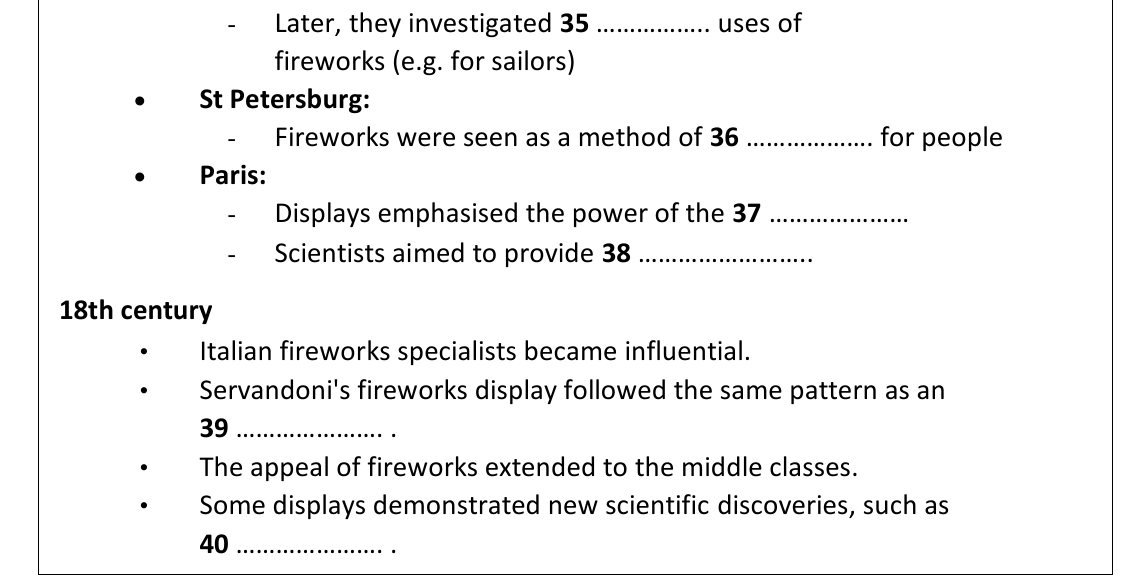 - Later, they investigated 35 ................. uses of
fireworks (e.g. for sailors)
• St Petersburg:
- Fireworks were seen as a method of 36 ................... for people
• Paris:
- Displays emphasised the power of the 37 .....................
- Scientists aimed to provide 38 ..........................
18th century
• Italian fireworks specialists became influential.
• Servandoni's fireworks display followed the same pattern as an
39 ...................... .
• The appeal of fireworks extended to the middle classes.
• Some displays demonstrated new scientific discoveries, such as
40 ...................... .